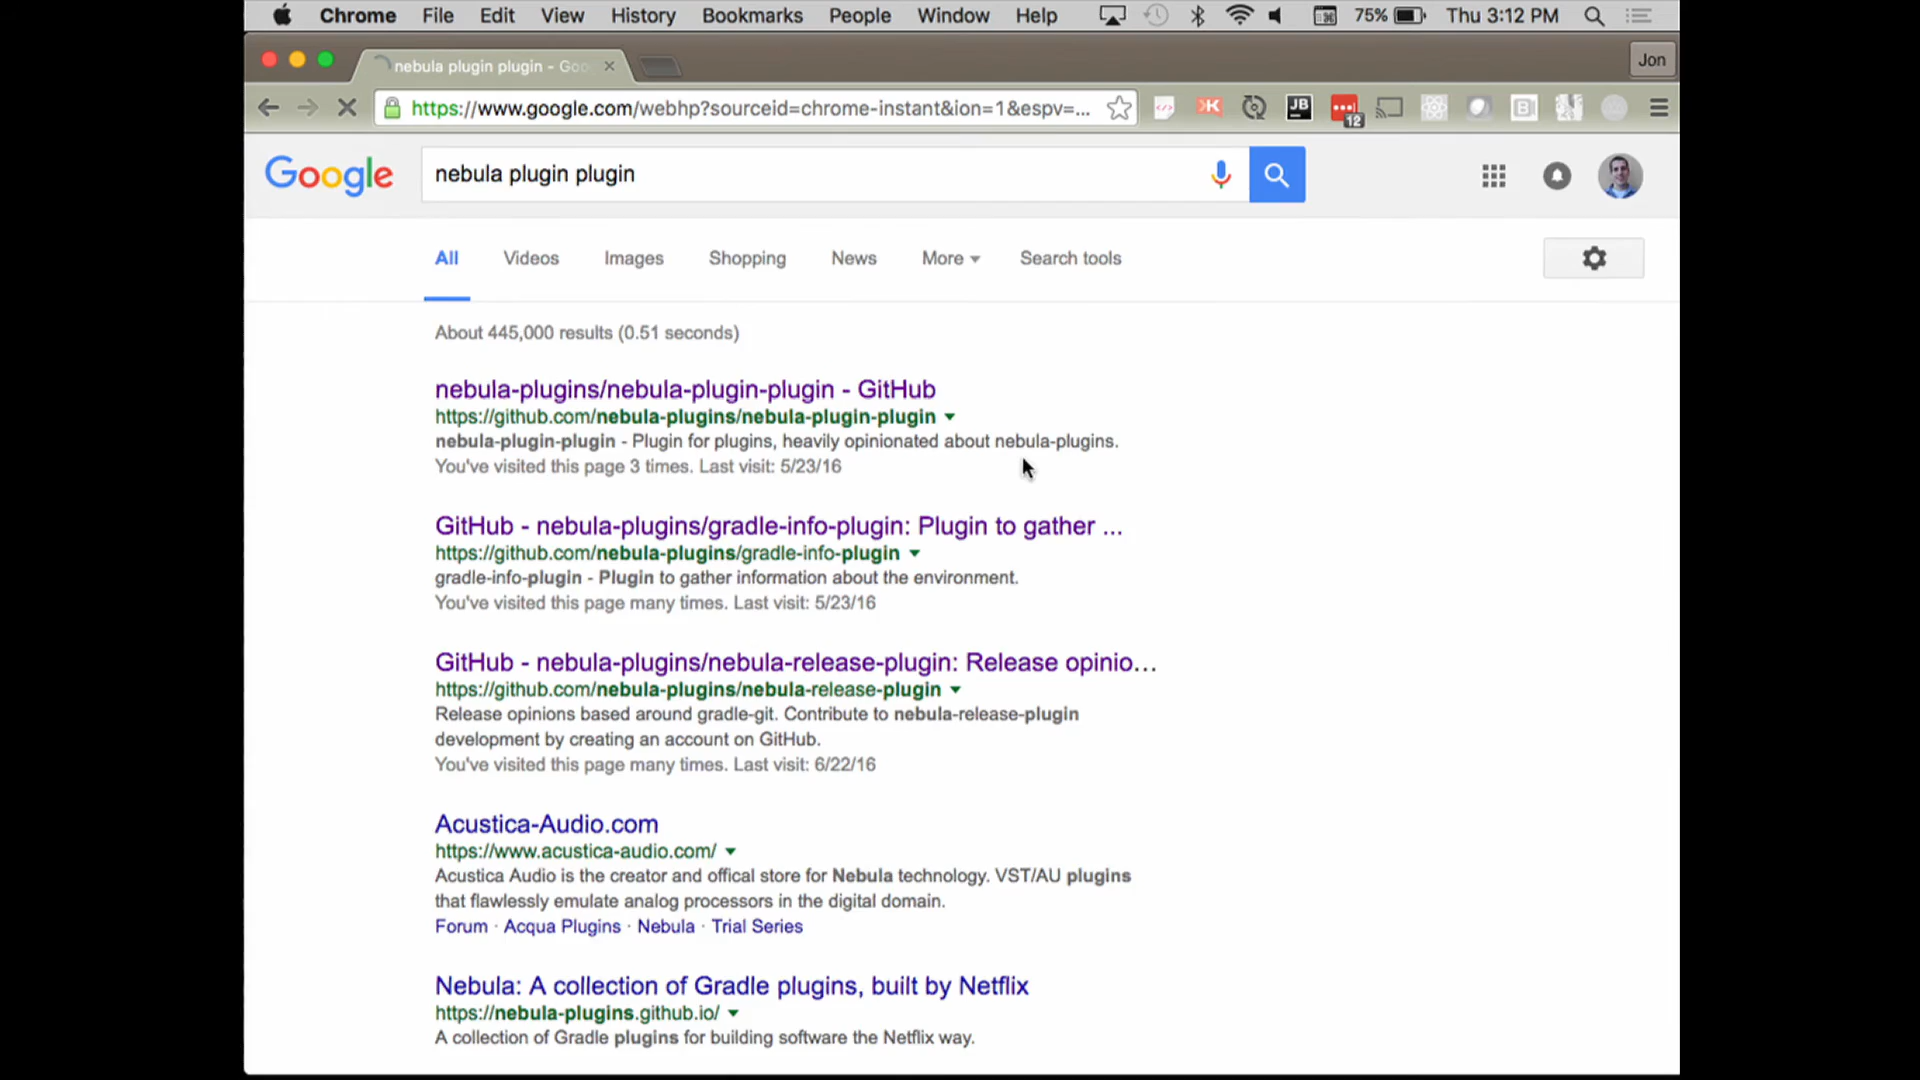 Chrome File Edit View History Bookmarks People Window Help 75% Thu 3:12 PM
nebula plugin plugin - Goo
Jon
https://www.google.com/webhp?sourceid=chrome-instant&ion=1&espv=...
JB
12
Google
nebula plugin plugin
All Videos Images Shopping News More Search tools
About 445,000 results (0.51 seconds)
nebula-plugins/nebula-plugin-plugin - GitHub
https://github.com/nebula-plugins/nebula-plugin-plugin
nebula-plugin-plugin - Plugin for plugins, heavily opinionated about nebula-plugins.
You've visited this page 3 times. Last visit: 5/23/16
GitHub - nebula-plugins/gradle-info-plugin: Plugin to gather ...
https://github.com/nebula-plugins/gradle-info-plugin
gradle-info-plugin - Plugin to gather information about the environment.
You've visited this page many times. Last visit: 5/23/16
GitHub - nebula-plugins/nebula-release-plugin: Release opinio...
https://github.com/nebula-plugins/nebula-release-plugin
Release opinions based around gradle-git. Contribute to nebula-release-plugin
development by creating an account on GitHub.
You've visited this page many times. Last visit: 6/22/16
Acustica-Audio.com
https://www.acustica-audio.com/
Acustica Audio is the creator and offical store for Nebula technology. VST/AU plugins
that flawlessly emulate analog processors in the digital domain.
Forum · Acqua Plugins · Nebula · Trial Series
Nebula: A collection of Gradle plugins, built by Netflix
https://nebula-plugins.github.io/
A collection of Gradle plugins for building software the Netflix way.